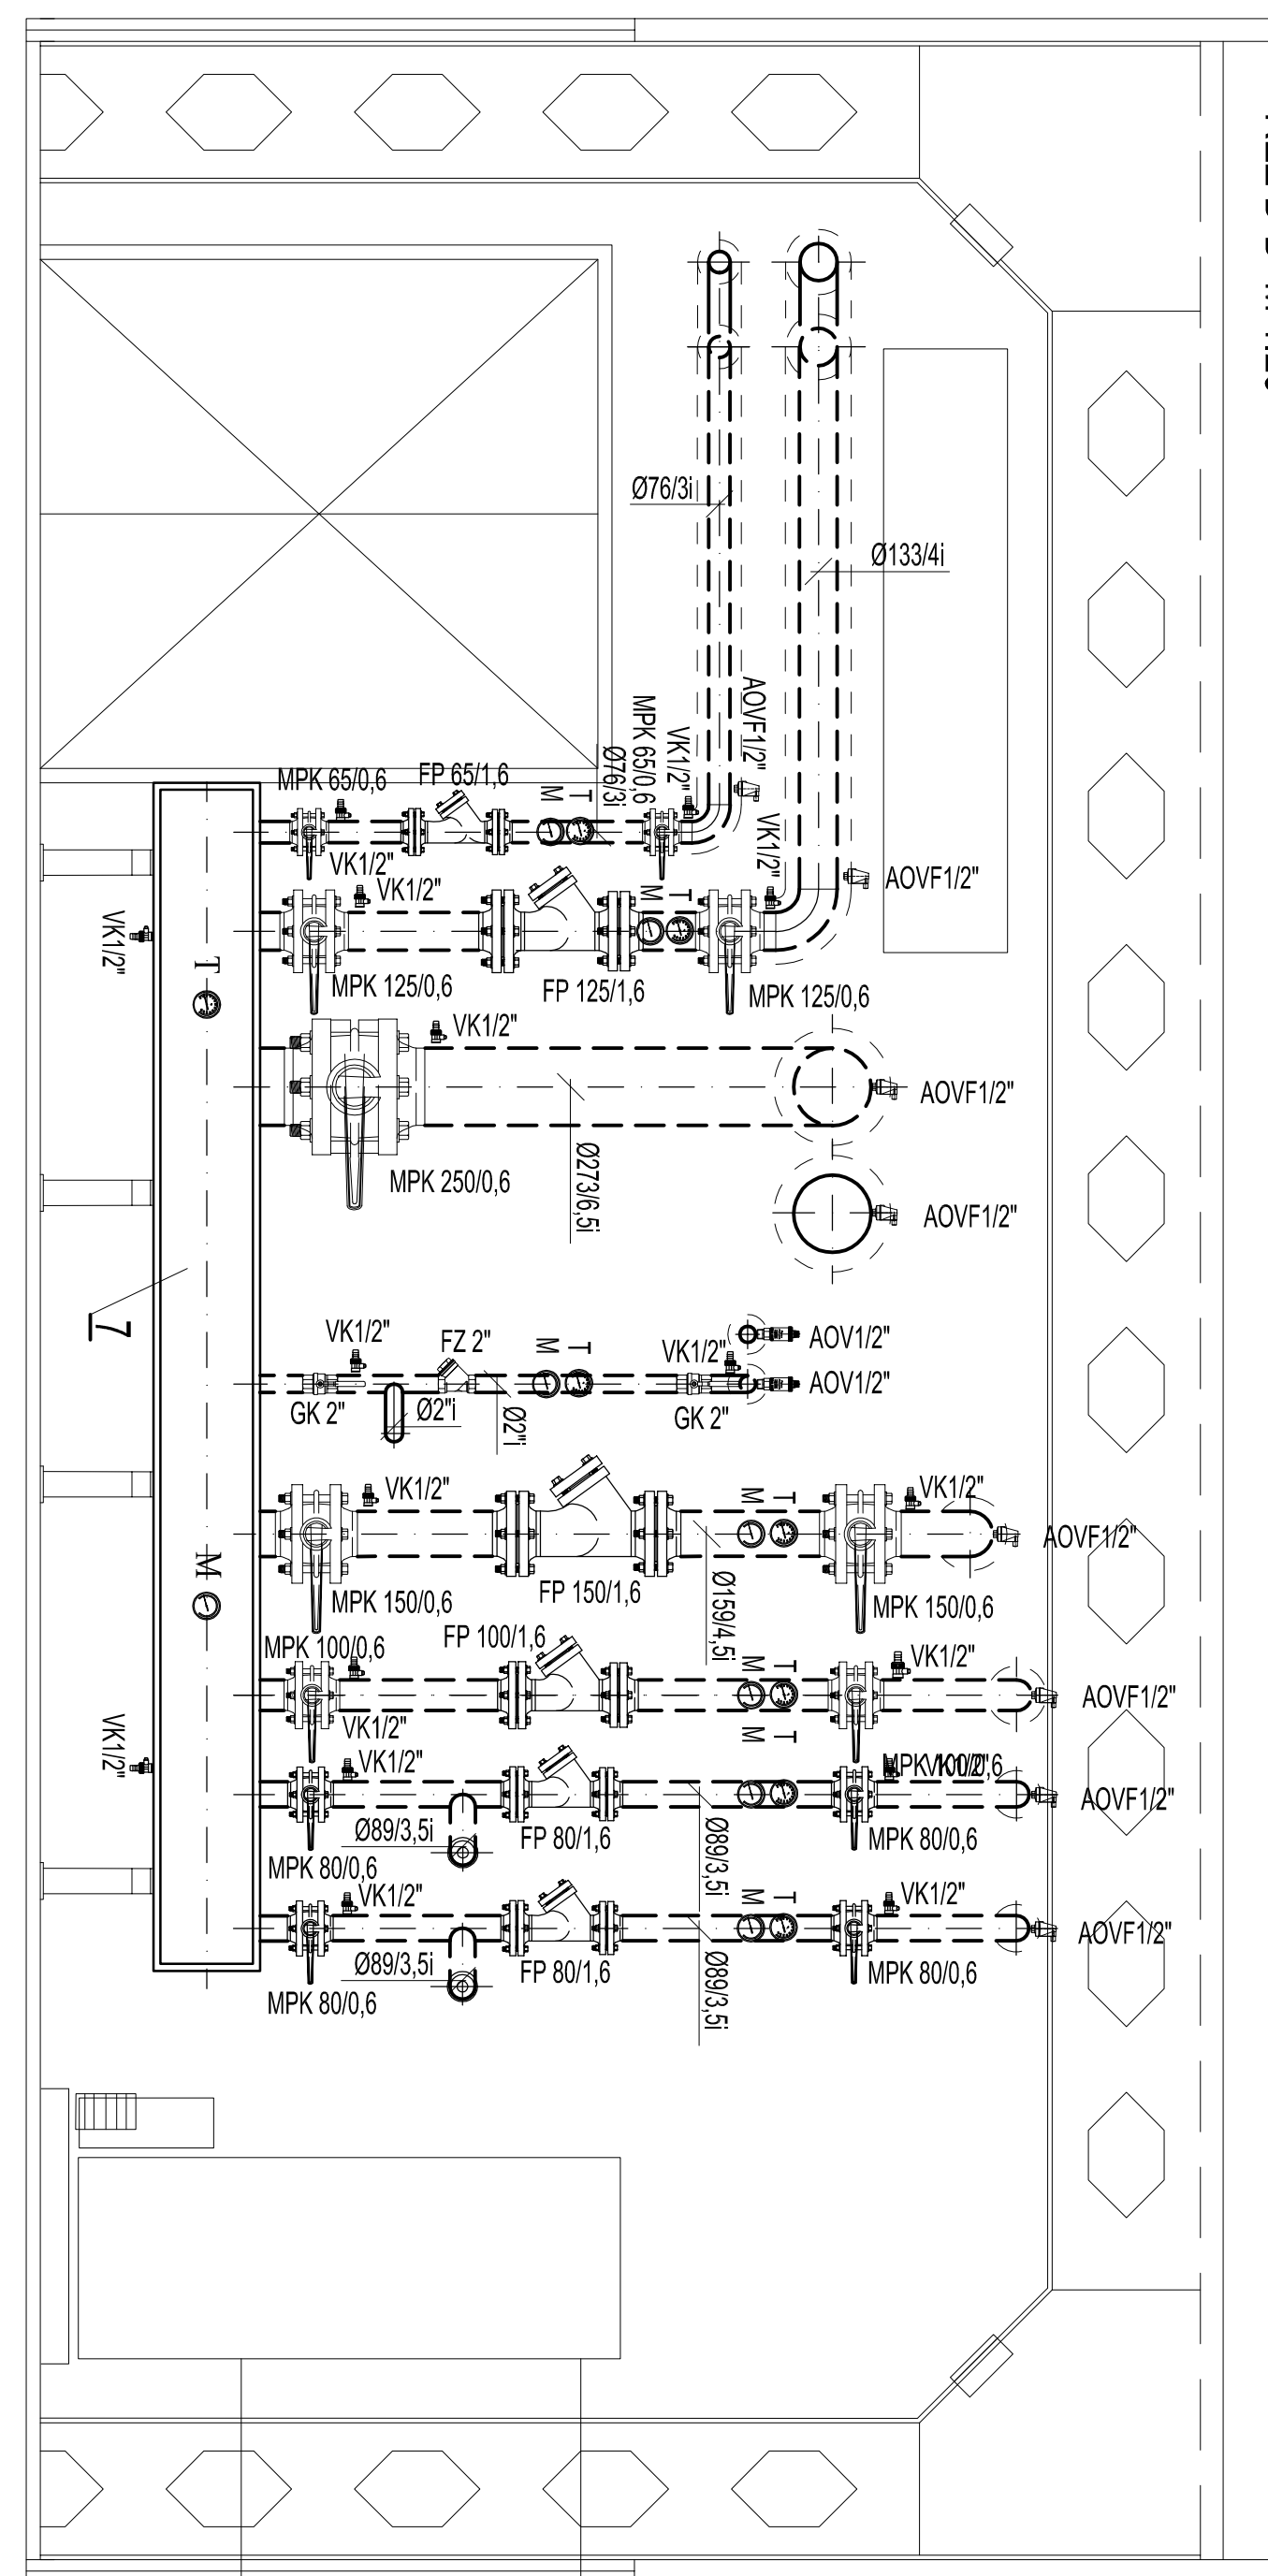 Ø76/3i
Ø133/4i
AOVF1/2"
MPK 65/0,6
VK1/2"
Ø76/3i
MPK 65/0,6
FP 65/1,6
M
T
VK1/2"
VK1/2"
VK1/2"
M
T
AOVF1/2"
VK1/2"
T
MPK 125/0,6
FP 125/1,6
MPK 125/0,6
VK1/2"
AOVF1/2"
Ø273/6,5i
MPK 250/0,6
AOVF1/2"
7
VK1/2"
FZ 2"
M
T
VK1/2"
AOV1/2"
AOV1/2"
GK 2"
Ø2"i
Ø2"i
GK 2"
VK1/2"
M
T
VK1/2"
AOVF1/2"
M
MPK 150/0,6
FP 150/1,6
Ø159/4,5i
MPK 150/0,6
MPK 100/0,6
FP 100/1,6
M
T
VK1/2"
AOVF1/2"
VK1/2"
VK1/2"
VK1/2"
M
T
MPK 100/0,6
VK1/2"
AOVF1/2"
Ø89/3,5i
FP 80/1,6
Ø89/3,5i
MPK 80/0,6
MPK 80/0,6
VK1/2"
M
T
VK1/2"
AOVF1/2"
Ø89/3,5i
FP 80/1,6
Ø89/3,5i
MPK 80/0,6
MPK 80/0,6